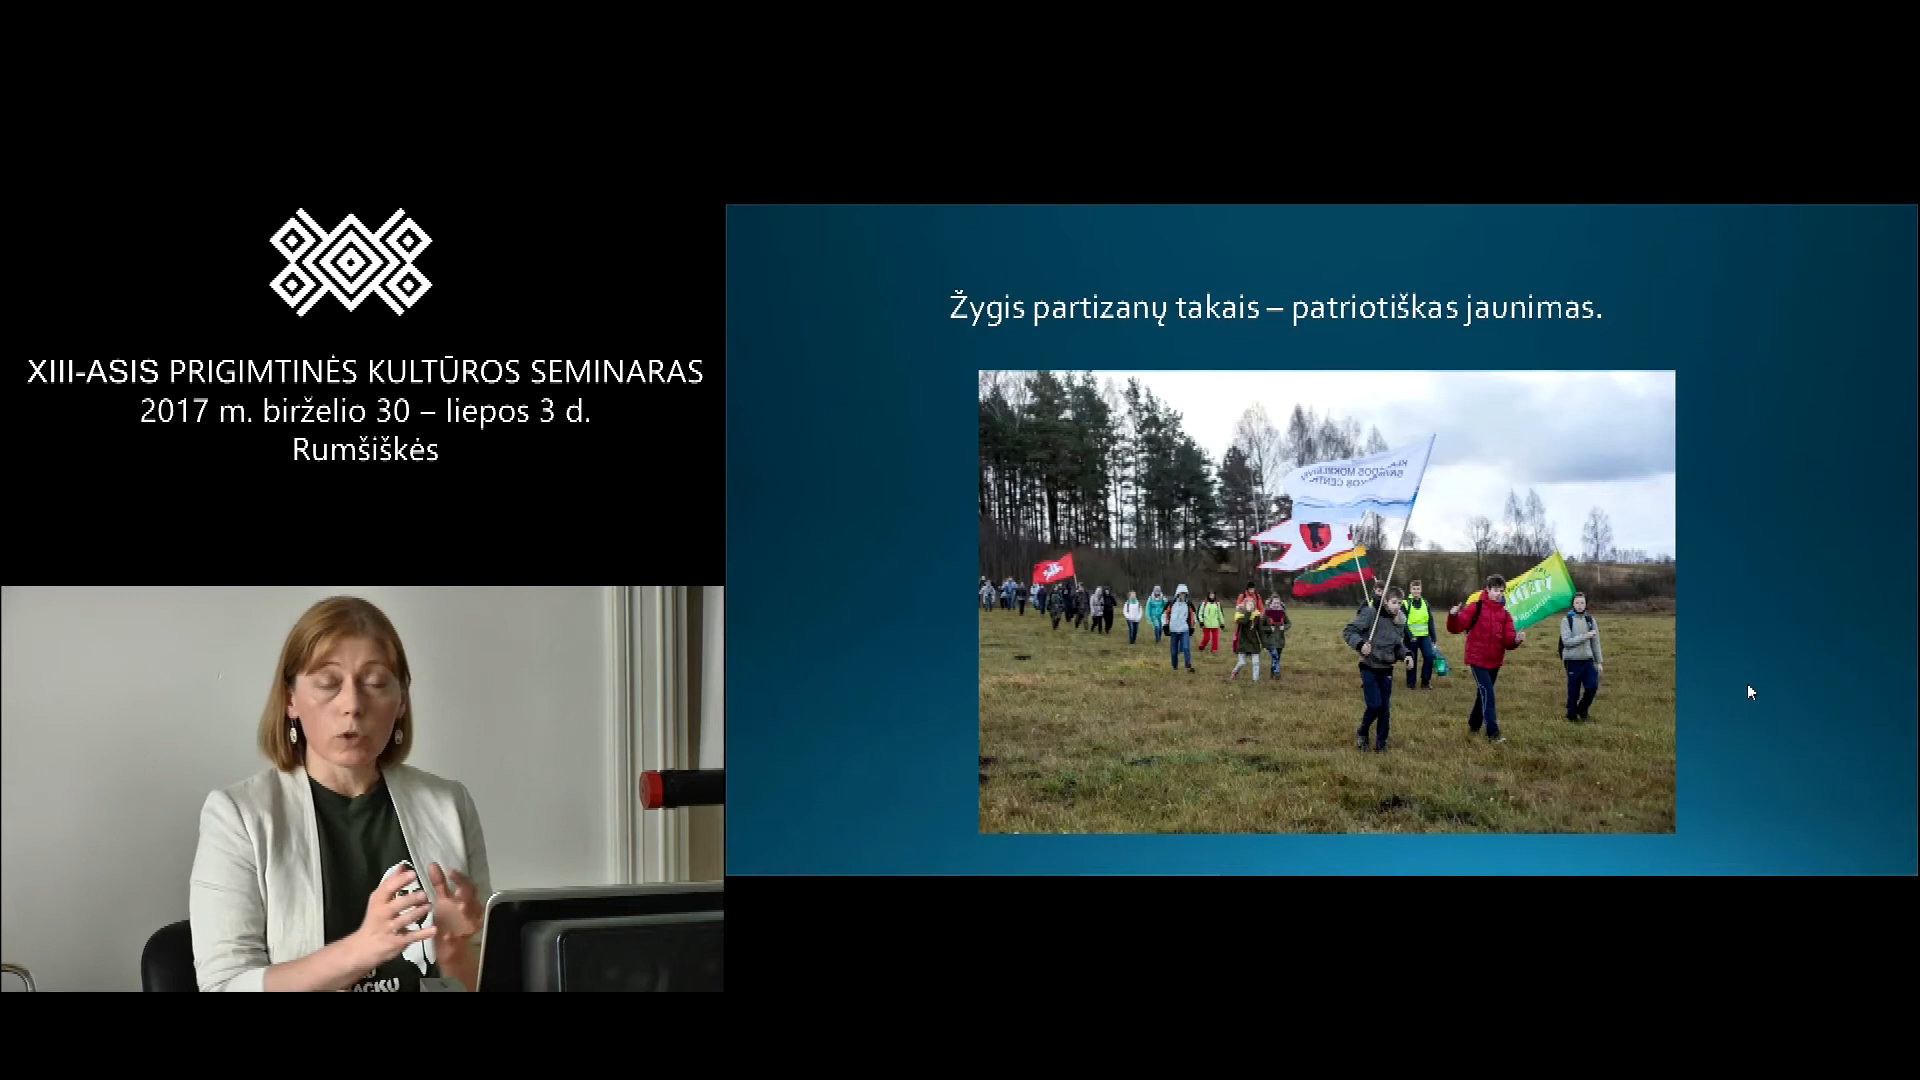 XIII-ASIS PRIGIMTINĖS KULTŪROS SEMINARAS
2017 m. birželio 30 – liepos 3 d.
Rumšiškės
Žygis partizanų takais – patriotiškas jaunimas.